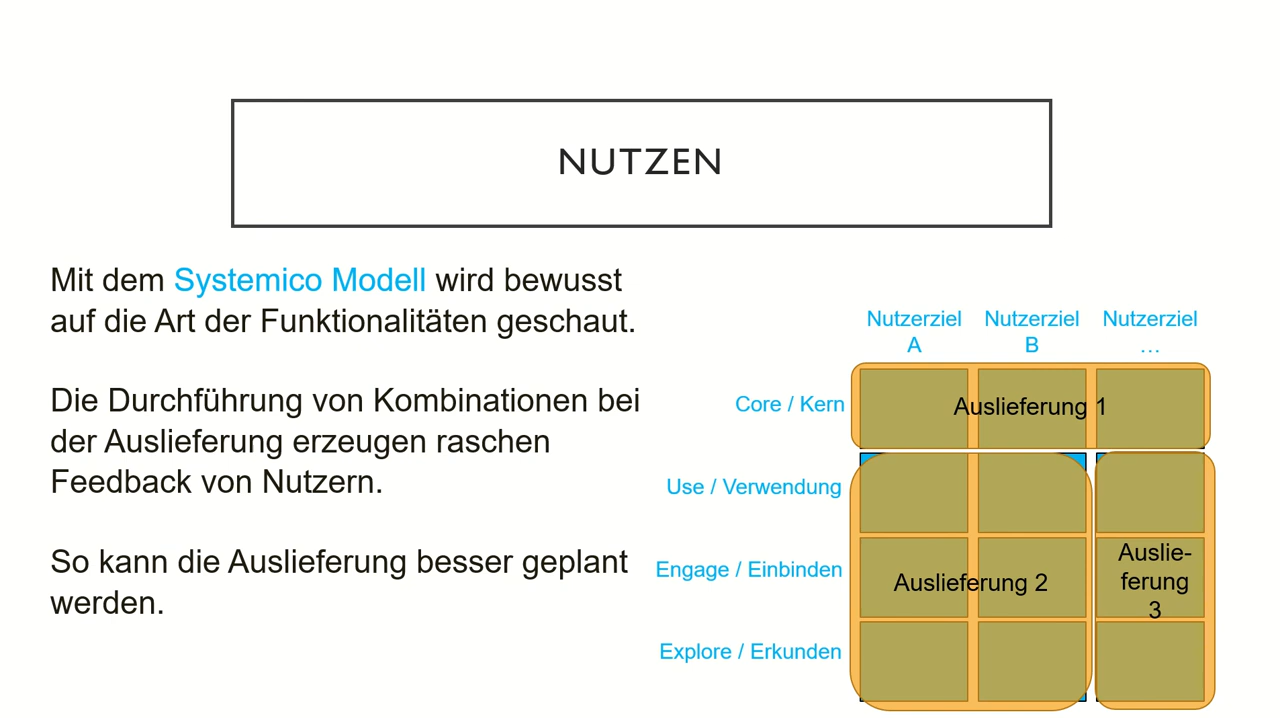 NUTZEN
Mit dem Systemico Modell wird bewusst
auf die Art der Funktionalitäten geschaut.
Die Durchführung von Kombinationen bei
der Auslieferung erzeugen raschen
Feedback von Nutzern.
So kann die Auslieferung besser geplant
werden.
Nutzerziel
A
Nutzerziel
B
Nutzerziel
...
Core / Kern
Auslieferung 1
Use / Verwendung
Engage / Einbinden
Auslieferung 2
Auslie-
ferung
3
Explore / Erkunden